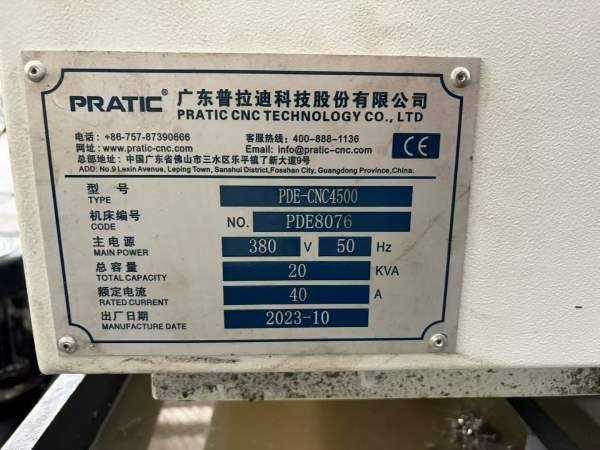 PRATIC® 广东普拉迪科技股份有限公司
PRATIC CNC TECHNOLOGY CO., LTD
电话：+86-757-87390666 客服热线：400-888-1136
网址：www.pratic-cnc.com Email: info@pratic-cnc.com
总部地址：中国广东省佛山市三水区乐平镇了新大道9号
ADD: No.9 Lexin Avenue, Leping Town, Sanshui District, Fosshan City, Guangdong Province, China.
CE
型号 PDE-CNC4500
TYPE
机床编号 NO. PDE8076
CODE
主电源 380 V 50 Hz
MAIN POWER
总容量 20 KVA
TOTAL CAPACITY
额定电流 40 A
RATED CURRENT
出厂日期 2023-10
MANUFACTURE DATE